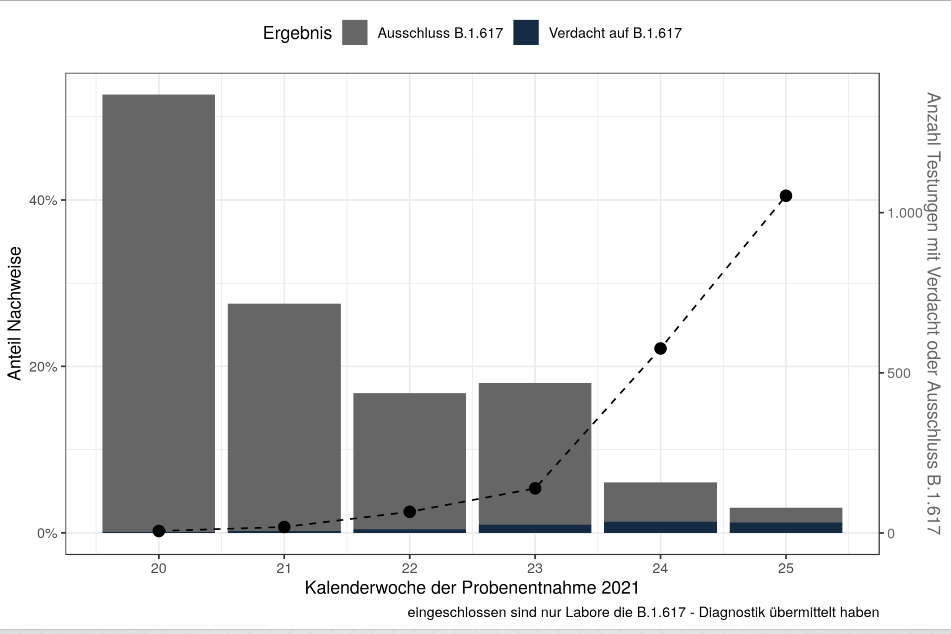 Ergebnis Ausschluss B.1.617 Verdacht auf B.1.617
Anteil Nachweise
40%
20%
0%
1.000
500
0
Anzahl Testungen mit Verdacht oder Ausschluss B.1.617
20 21 22 23 24 25
Kalenderwoche der Probenentnahme 2021
eingeschlossen sind nur Labore die B.1.617 - Diagnostik übermittelt haben